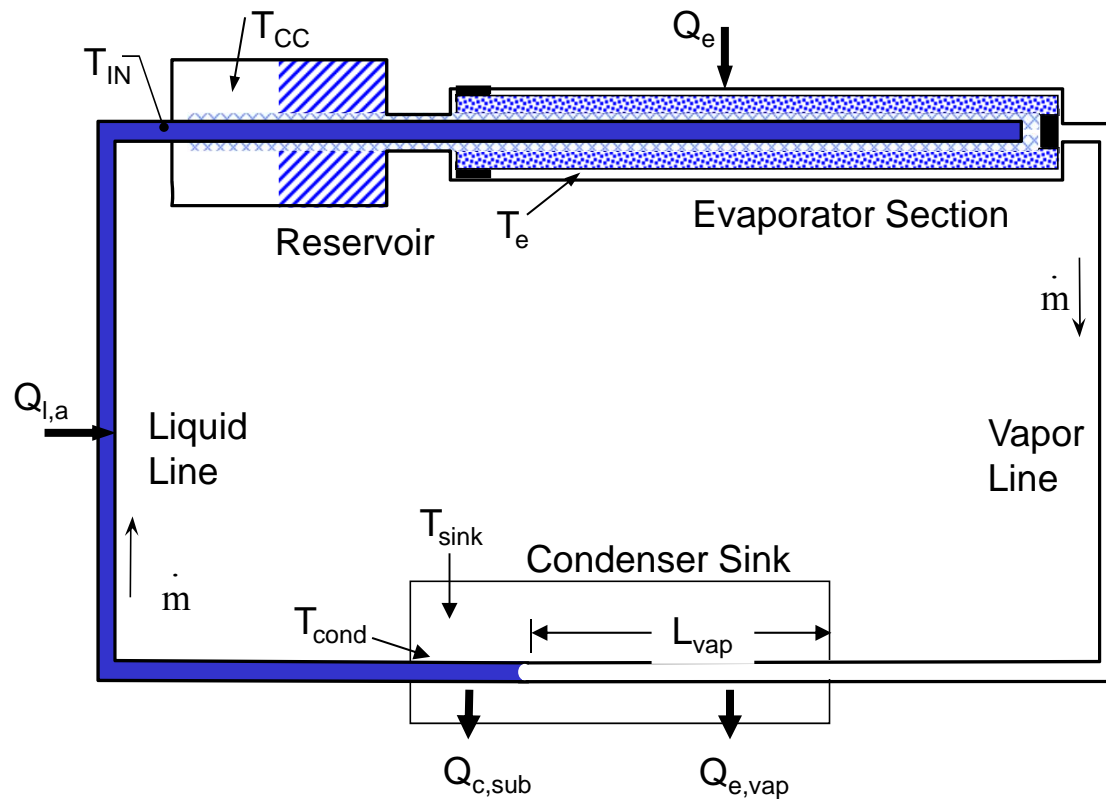 T_CC
Q_e
T_IN
Reservoir
T_e
Evaporator Section
ṁ
Q_l,a
Liquid
Line
Vapor
Line
T_sink
Condenser Sink
ṁ
T_cond
L_vap
Q_c,sub
Q_e,vap